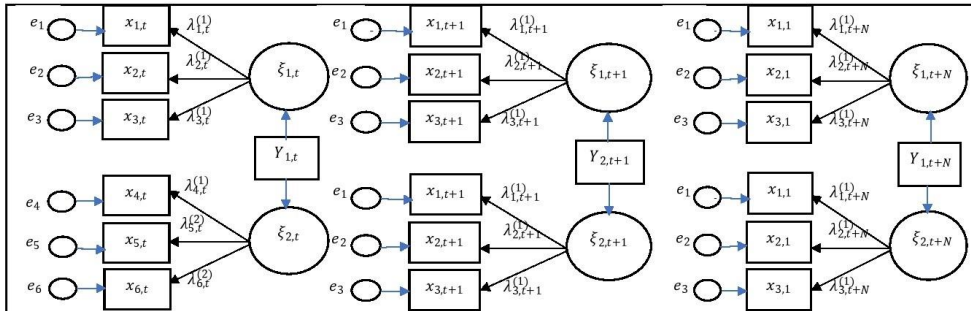 e₁ x₁,ₜ λ₁,ₜ⁽¹⁾
e₂ x₂,ₜ λ₂,ₜ⁽¹⁾ ξ₁,ₜ
e₃ x₃,ₜ λ₃,ₜ⁽¹⁾
Y₁,ₜ
e₄ x₄,ₜ λ₄,ₜ⁽¹⁾
e₅ x₅,ₜ λ₅,ₜ⁽²⁾ ξ₂,ₜ
e₆ x₆,ₜ λ₆,ₜ⁽²⁾
e₁ x₁,ₜ₊₁ λ₁,ₜ₊₁⁽¹⁾
e₂ x₂,ₜ₊₁ λ₂,ₜ₊₁⁽¹⁾ ξ₁,ₜ₊₁
e₃ x₃,ₜ₊₁ λ₃,ₜ₊₁⁽¹⁾
Y₂,ₜ₊₁
e₁ x₁,ₜ₊₁ λ₁,ₜ₊₁⁽¹⁾
e₂ x₂,ₜ₊₁ λ₂,ₜ₊₁⁽¹⁾ ξ₂,ₜ₊₁
e₃ x₃,ₜ₊₁ λ₃,ₜ₊₁⁽¹⁾
e₁ x₁,₁ λ₁,ₜ₊N⁽¹⁾
e₂ x₂,₁ λ₂,ₜ₊N⁽¹⁾ ξ₁,ₜ₊N
e₃ x₃,₁ λ₃,ₜ₊N⁽¹⁾
Y₁,ₜ₊N
e₁ x₁,₁ λ₁,ₜ₊N⁽¹⁾
e₂ x₂,₁ λ₂,ₜ₊N⁽¹⁾ ξ₂,ₜ₊N
e₃ x₃,₁ λ₃,ₜ₊N⁽¹⁾